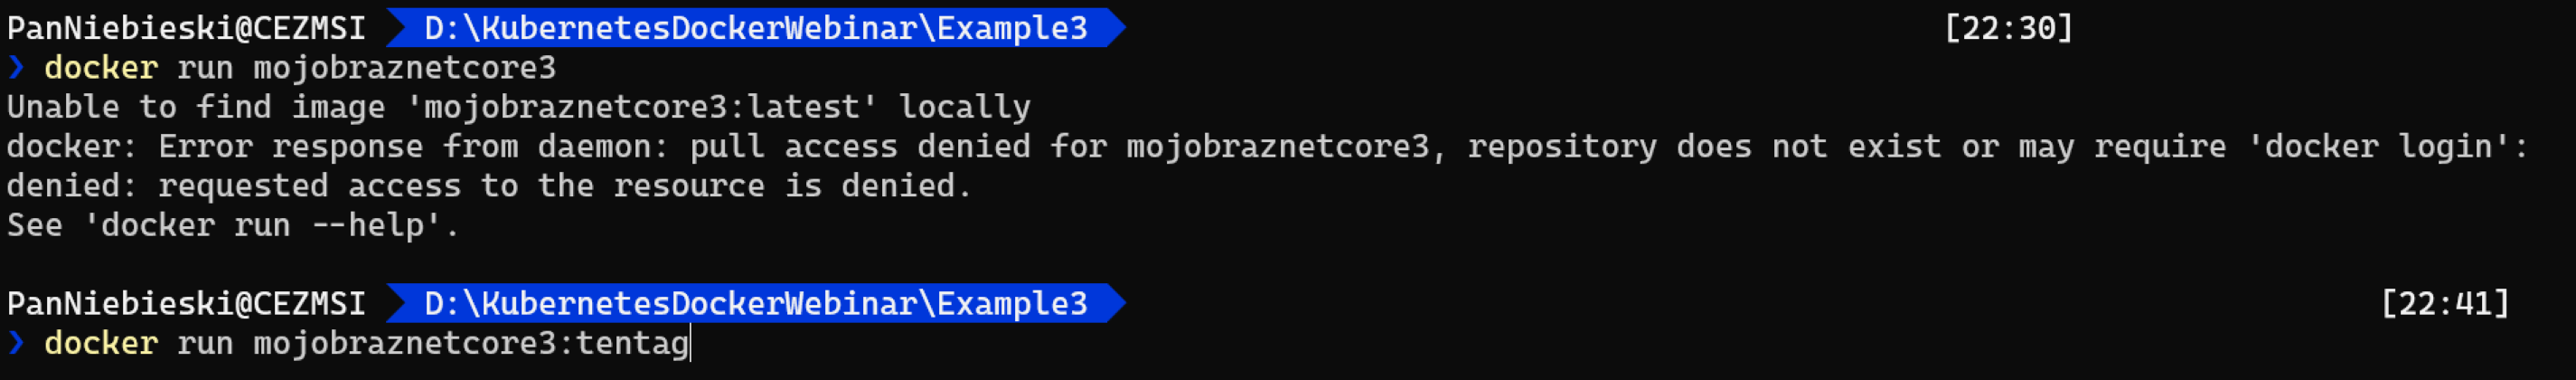 PanNiebieski@CEZMSI D:\KubernetesDockerWebinar\Example3 [22:30]
❯ docker run mojobraznetcore3
Unable to find image 'mojobraznetcore3:latest' locally
docker: Error response from daemon: pull access denied for mojobraznetcore3, repository does not exist or may require 'docker login':
denied: requested access to the resource is denied.
See 'docker run --help'.
PanNiebieski@CEZMSI D:\KubernetesDockerWebinar\Example3 [22:41]
❯ docker run mojobraznetcore3:tentag